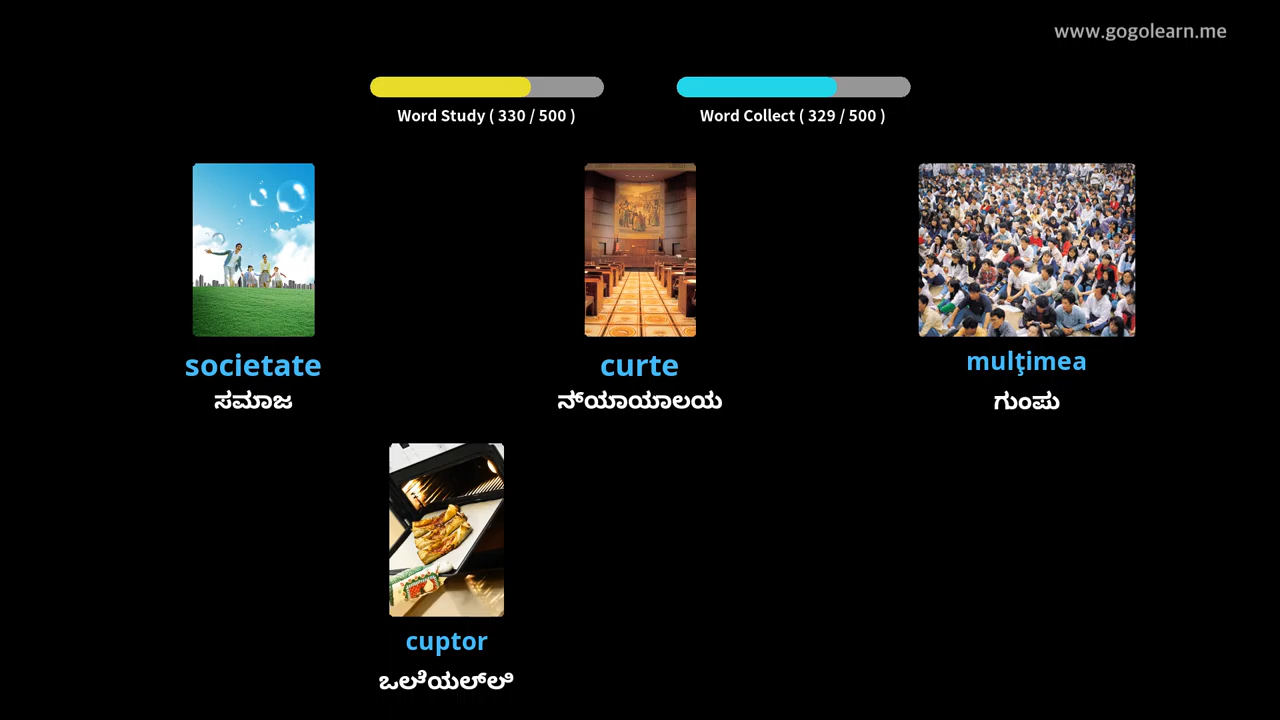 www.gogolearn.me
Word Study ( 330 / 500 )
Word Collect ( 329 / 500 )
societate
curte
mulţimea
ಸಮಾಜ
ನ್ಯಾಯಾಲಯ
ಗುಂಪು
cuptor
ಒಲೆಯಲ್ಲಿ